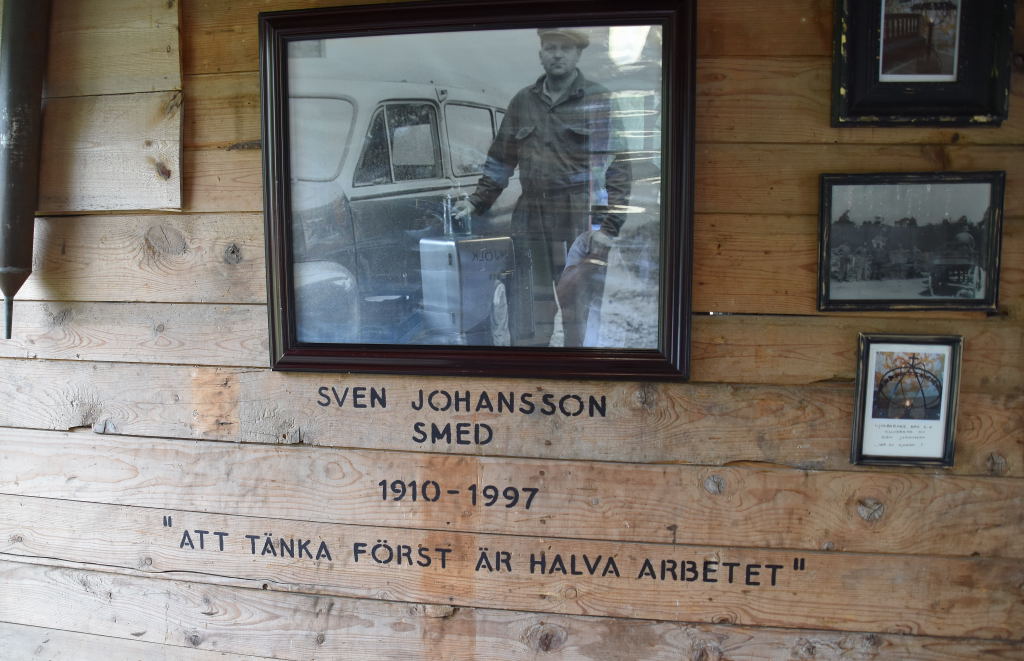 SVEN JOHANSSON
SMED
1910-1997
"ATT TÄNKA FÖRST ÄR HALVA ARBETET"